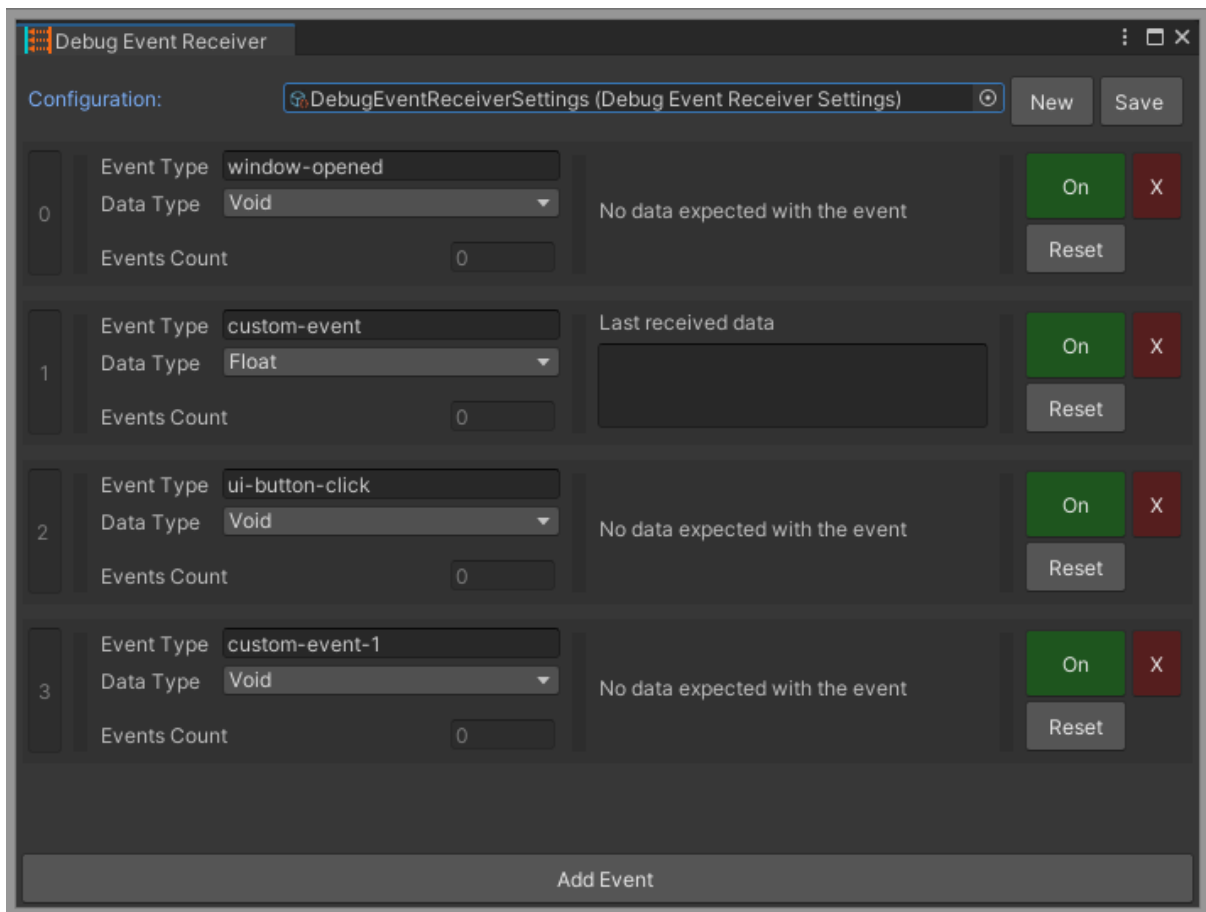 Debug Event Receiver
Configuration: DebugEventReceiverSettings (Debug Event Receiver Settings) New Save
Event Type window-opened
0 Data Type Void No data expected with the event On X
Events Count 0 Reset
Event Type custom-event Last received data
1 Data Type Float On X
Events Count 0 Reset
Event Type ui-button-click
2 Data Type Void No data expected with the event On X
Events Count 0 Reset
Event Type custom-event-1
3 Data Type Void No data expected with the event On X
Events Count 0 Reset
Add Event